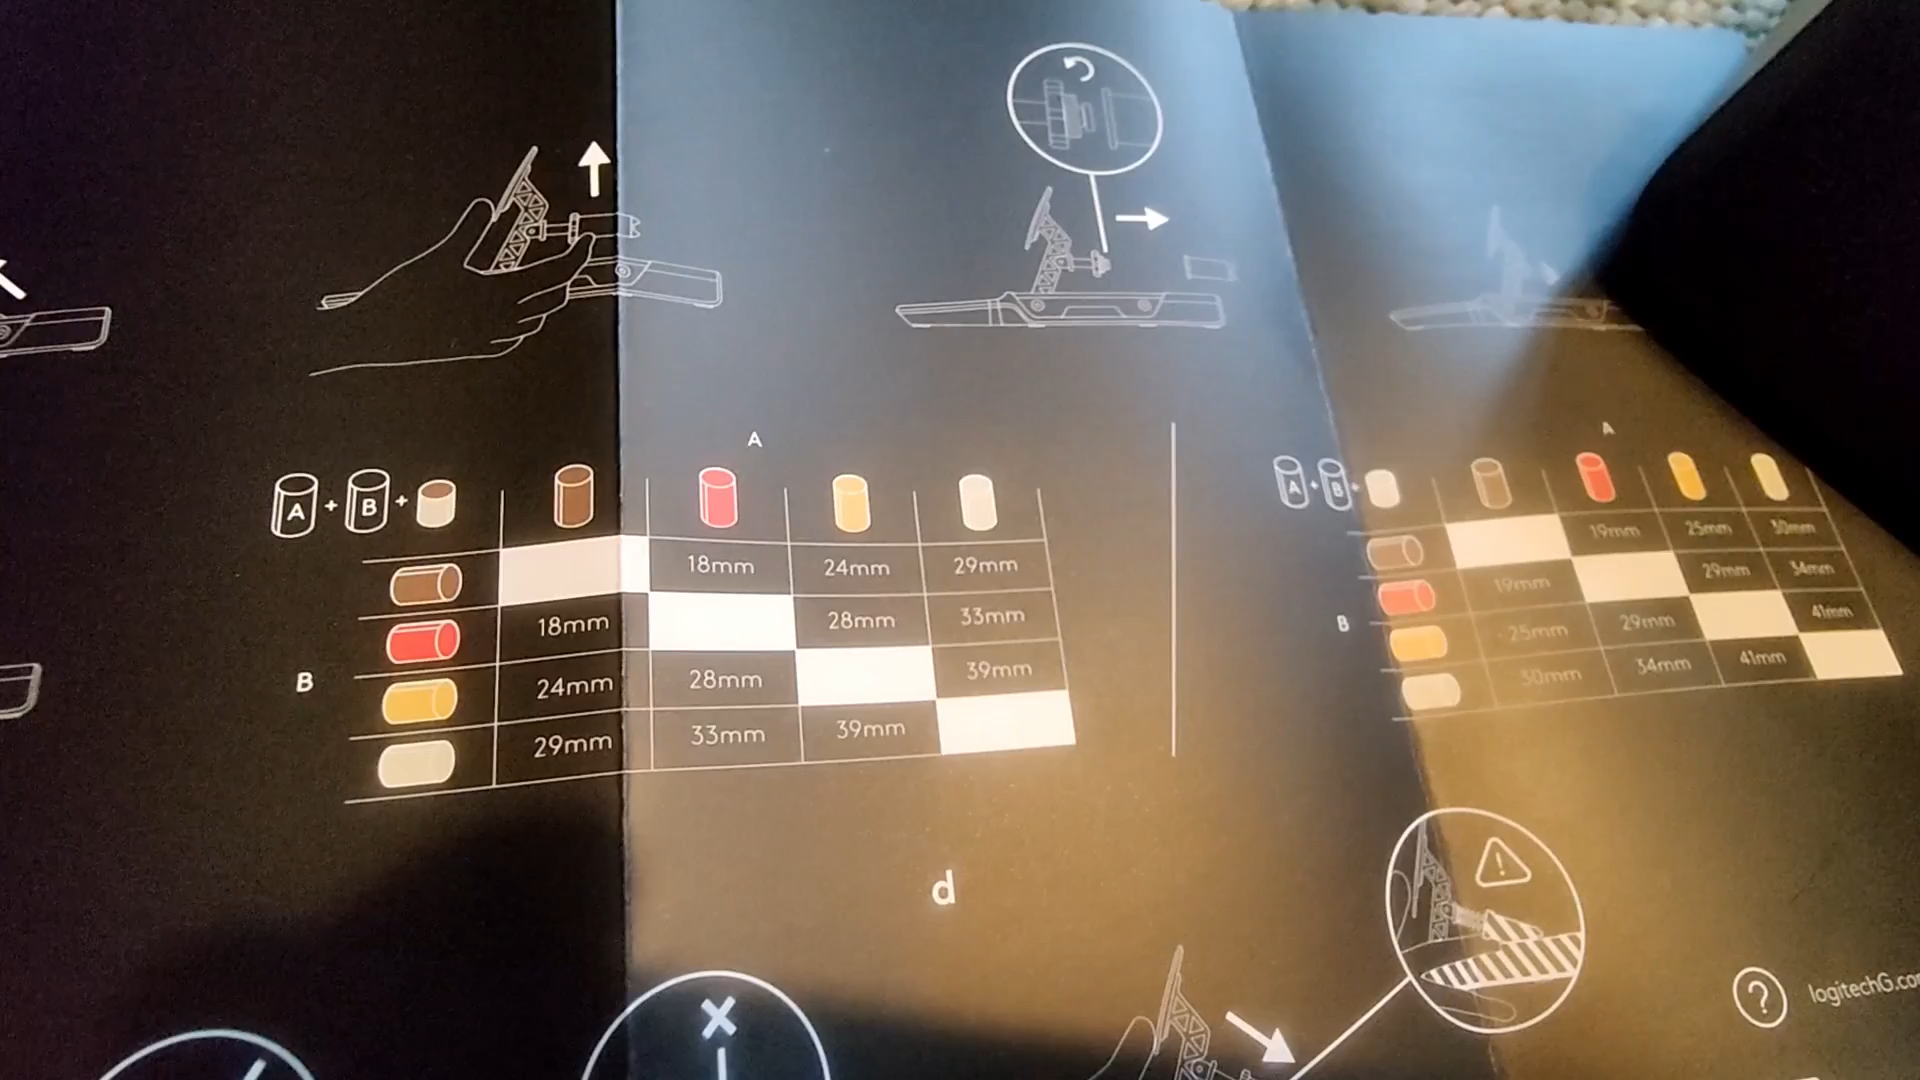 A
A + B +
18mm 24mm 29mm
18mm 28mm 33mm
B
24mm 28mm 39mm
29mm 33mm 39mm
A
A + B +
19mm 25mm 30mm
19mm 29mm 34mm
B
25mm 29mm 41mm
30mm 34mm 41mm
d
!
? logitechG.co